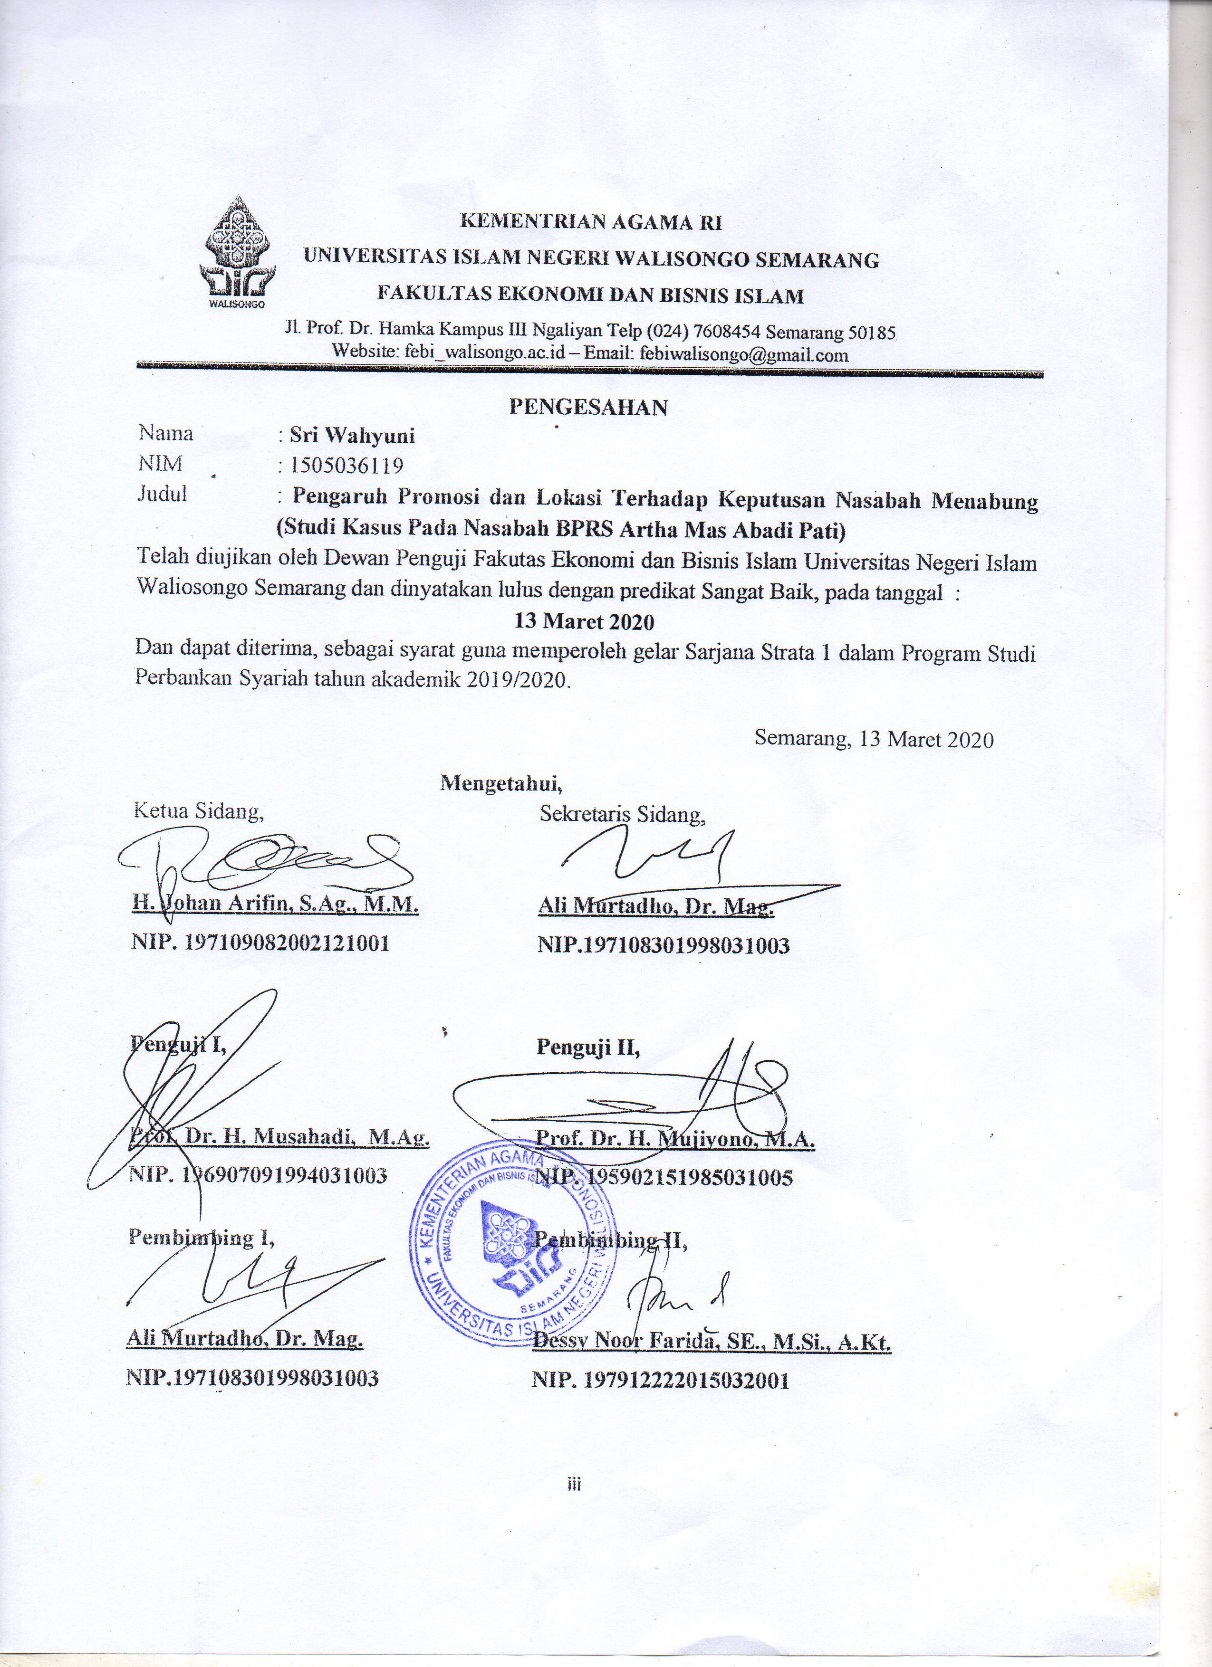 WALISONGO
KEMENTRIAN AGAMA RI
UNIVERSITAS ISLAM NEGERI WALISONGO SEMARANG
FAKULTAS EKONOMI DAN BISNIS ISLAM
Jl. Prof. Dr. Hamka Kampus III Ngaliyan Telp (024) 7608454 Semarang 50185
Website: febi_walisongo.ac.id – Email: febiwalisongo@gmail.com
PENGESAHAN
Nama : Sri Wahyuni
NIM : 1505036119
Judul : Pengaruh Promosi dan Lokasi Terhadap Keputusan Nasabah Menabung
(Studi Kasus Pada Nasabah BPRS Artha Mas Abadi Pati)
Telah diujikan oleh Dewan Penguji Fakutas Ekonomi dan Bisnis Islam Universitas Negeri Islam
Waliosongo Semarang dan dinyatakan lulus dengan predikat Sangat Baik, pada tanggal :
13 Maret 2020
Dan dapat diterima, sebagai syarat guna memperoleh gelar Sarjana Strata 1 dalam Program Studi
Perbankan Syariah tahun akademik 2019/2020.
Semarang, 13 Maret 2020
Mengetahui,
Ketua Sidang, Sekretaris Sidang,
H. Johan Arifin, S.Ag., M.M. Ali Murtadho, Dr. Mag.
NIP. 197109082002121001 NIP.197108301998031003
Penguji I, Penguji II,
Prof. Dr. H. Musahadi, M.Ag. Prof. Dr. H. Mujiyono, M.A.
NIP. 196907091994031003 NIP. 195902151985031005
KEMENTERIAN AGAMA
UNIVERSITAS ISLAM NEGERI WALISONGO
FAKULTAS EKONOMI DAN BISNIS ISLAM
SEMARANG
Pembimbing I, Pembimbing II,
Ali Murtadho, Dr. Mag. Dessy Noor Farida, SE., M.Si., A.Kt.
NIP.197108301998031003 NIP. 197912222015032001
iii